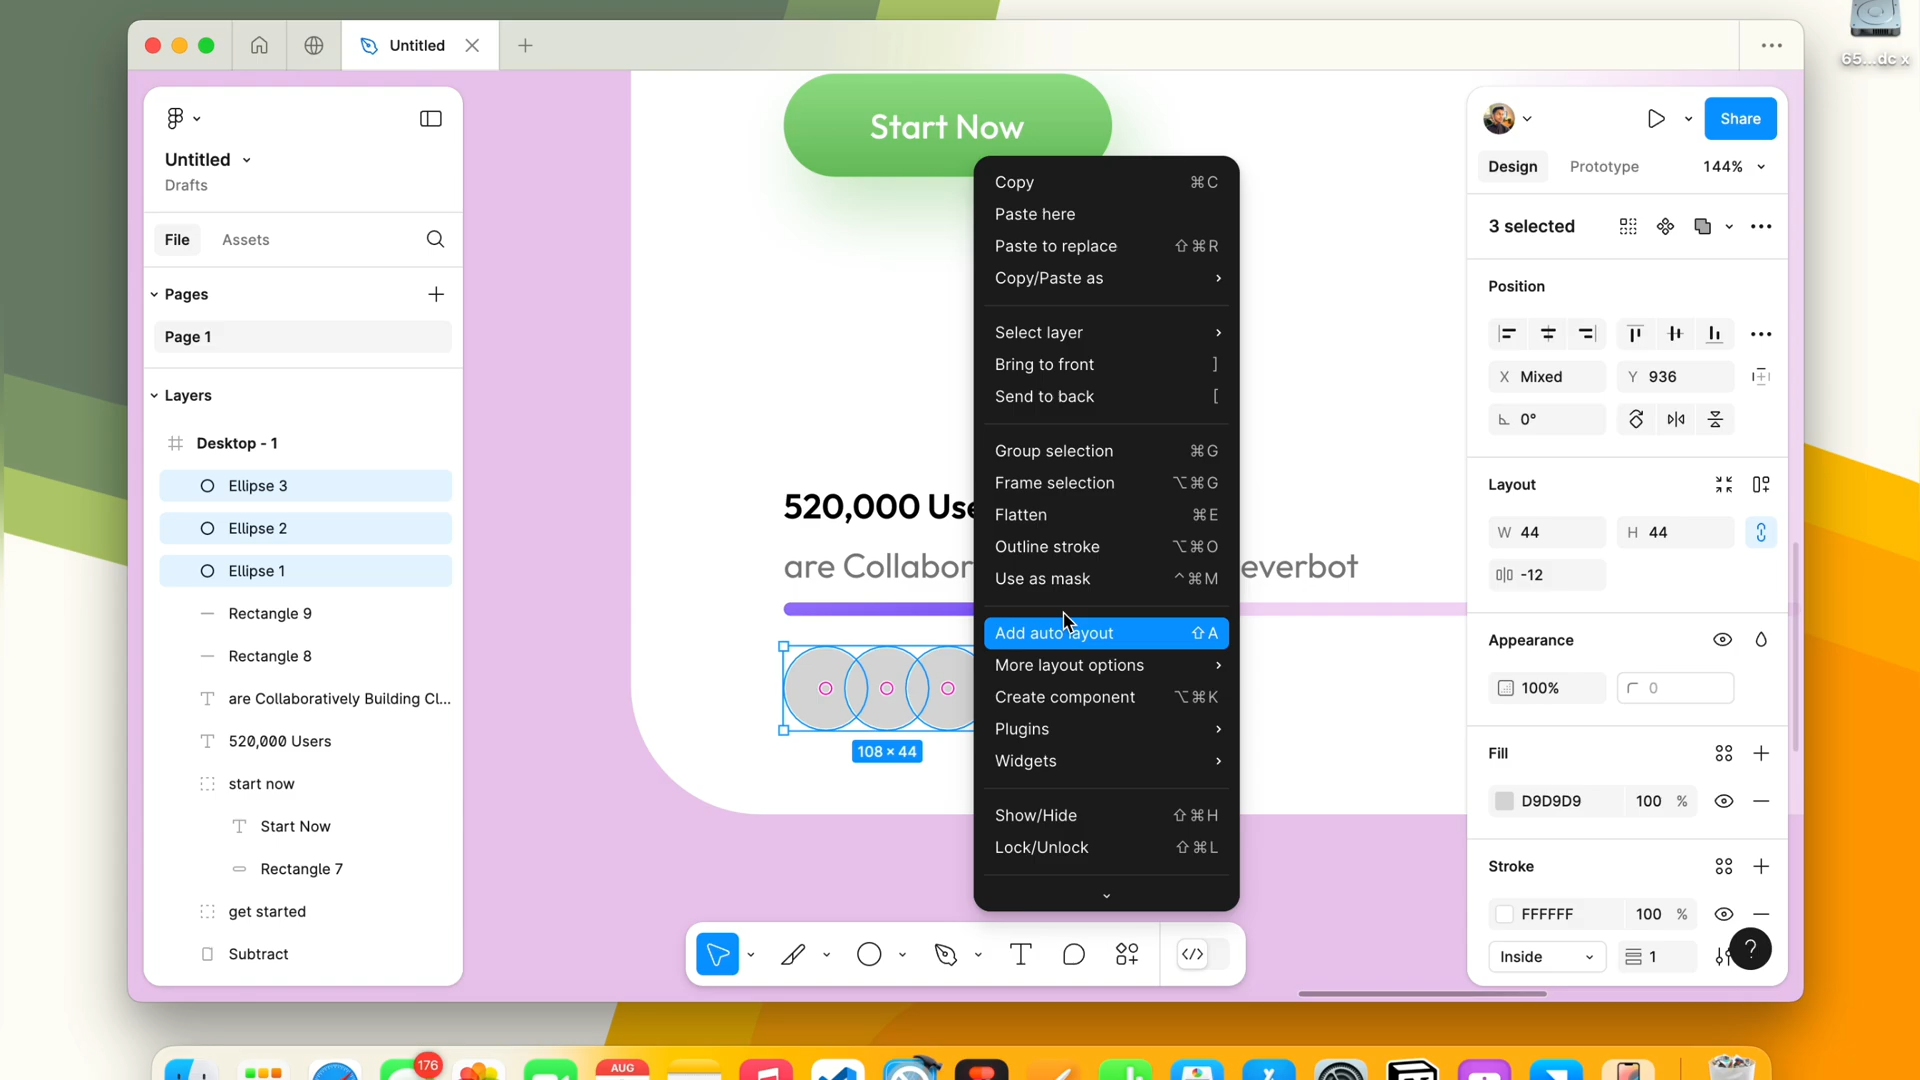 65...dc x
Untitled
Untitled
Drafts
File
Assets
Pages
Page 1
Layers
Desktop - 1
Ellipse 3
Ellipse 2
Ellipse 1
Rectangle 9
Rectangle 8
are Collaboratively Building Cl...
520,000 Users
start now
Start Now
Rectangle 7
get started
Subtract
Start Now
520,000 Use
are Collabor
everbot
108 × 44
Copy ⌘C
Paste here
Paste to replace ⇧⌘R
Copy/Paste as
Select layer
Bring to front ]
Send to back [
Group selection ⌘G
Frame selection ⌥⌘G
Flatten ⌘E
Outline stroke ⌥⌘O
Use as mask ^⌘M
Add auto layout ⇧A
More layout options
Create component ⌥⌘K
Plugins
Widgets
Show/Hide ⇧⌘H
Lock/Unlock ⇧⌘L
Share
Design
Prototype
144%
3 selected
Position
X Mixed
Y 936
0°
Layout
W 44
H 44
-12
Appearance
100%
0
Fill
D9D9D9 100 %
Stroke
FFFFFF 100 %
Inside
1
?
176
AUG